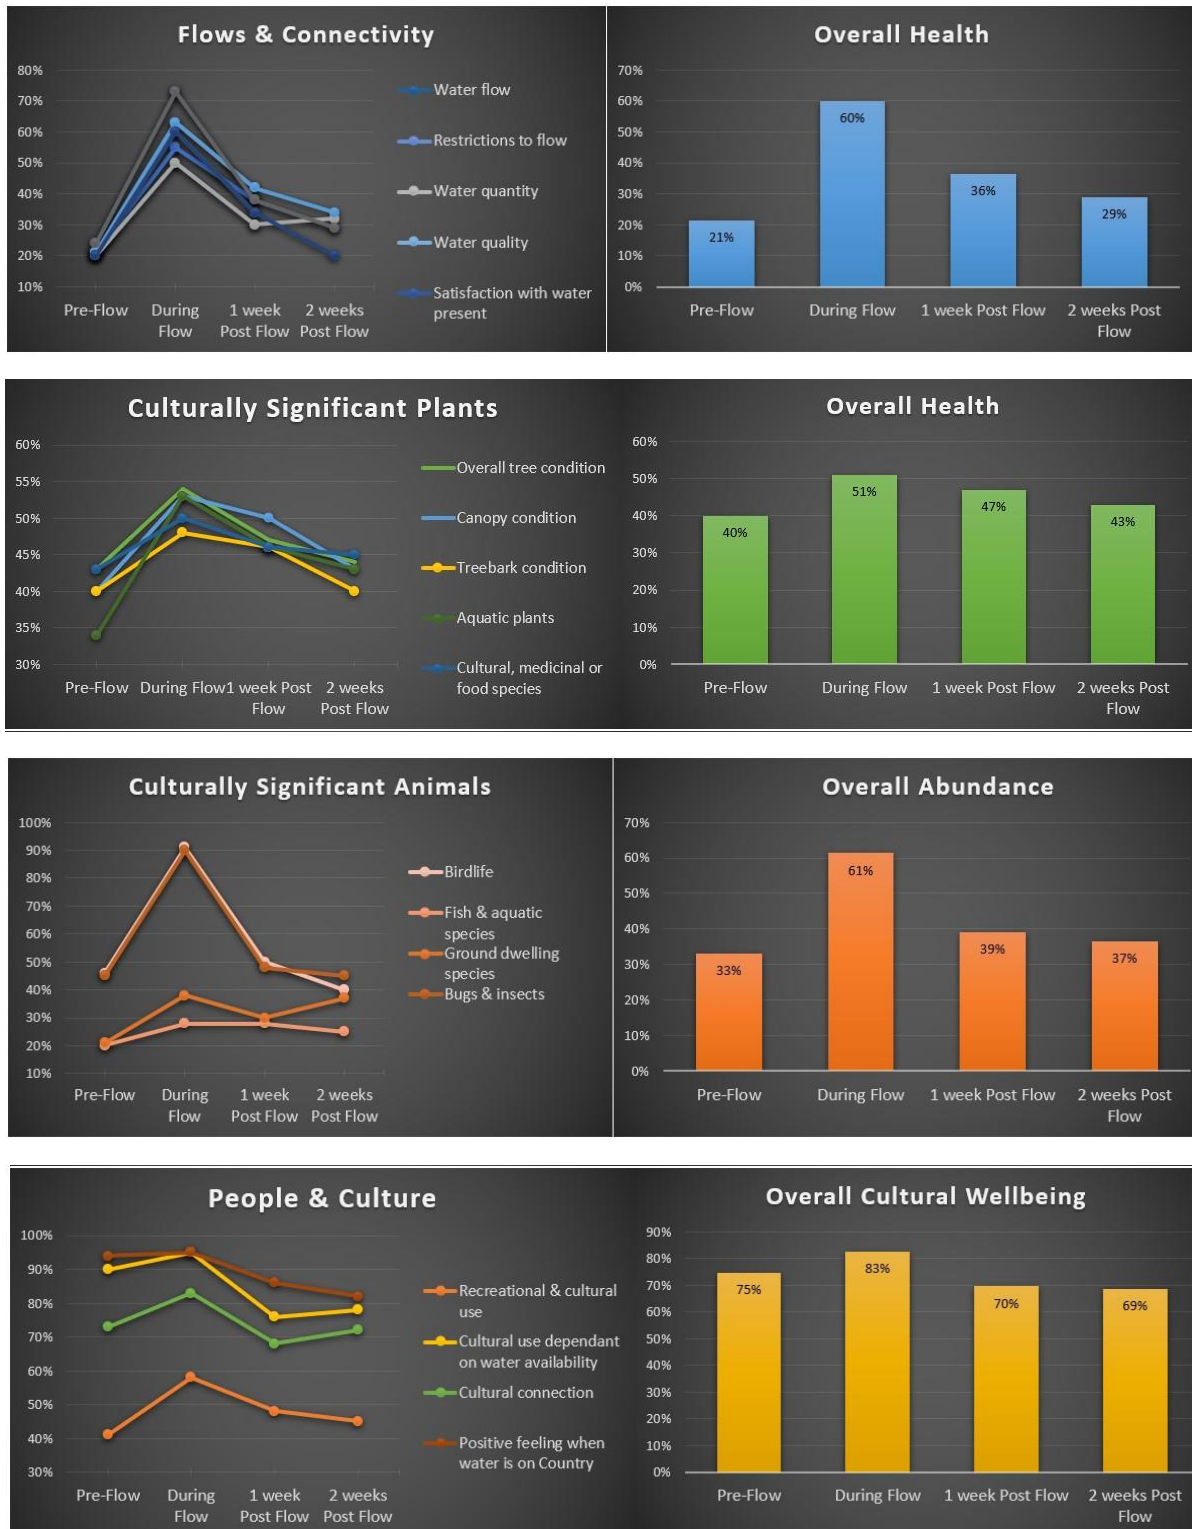 Flows & Connectivity
80%
70%
60%
50%
40%
30%
20%
10%
Pre-Flow
During
Flow
1 week
Post Flow
2 weeks
Post Flow
Water flow
Restrictions to flow
Water quantity
Water quality
Satisfaction with water
present
Overall Health
70%
60%
50%
40%
30%
20%
10%
0%
21%
60%
36%
29%
Pre-Flow
During Flow
1 week Post Flow
2 weeks Post
Flow
Culturally Significant Plants
60%
55%
50%
45%
40%
35%
30%
Pre-Flow
During Flow
1 week Post
Flow
2 weeks
Post Flow
Overall tree condition
Canopy condition
Treebark condition
Aquatic plants
Cultural, medicinal or
food species
Overall Health
60%
50%
40%
30%
20%
10%
0%
40%
51%
47%
43%
Pre-Flow
During Flow
1 week Post Flow
2 weeks Post
Flow
Culturally Significant Animals
100%
90%
80%
70%
60%
50%
40%
30%
20%
10%
Pre-Flow
During
Flow
1 week
Post Flow
2 weeks
Post Flow
Birdlife
Fish & aquatic
species
Ground dwelling
species
Bugs & insects
Overall Abundance
70%
60%
50%
40%
30%
20%
10%
0%
33%
61%
39%
37%
Pre-Flow
During Flow
1 week Post Flow
2 weeks Post
Flow
People & Culture
100%
90%
80%
70%
60%
50%
40%
30%
Pre-Flow
During
Flow
1 week
Post Flow
2 weeks
Post Flow
Recreational & cultural
use
Cultural use dependant
on water availability
Cultural connection
Positive feeling when
water is on Country
Overall Cultural Wellbeing
90%
80%
70%
60%
50%
40%
30%
20%
10%
0%
75%
83%
70%
69%
Pre-Flow
During Flow
1 week Post Flow
2 weeks Post
Flow